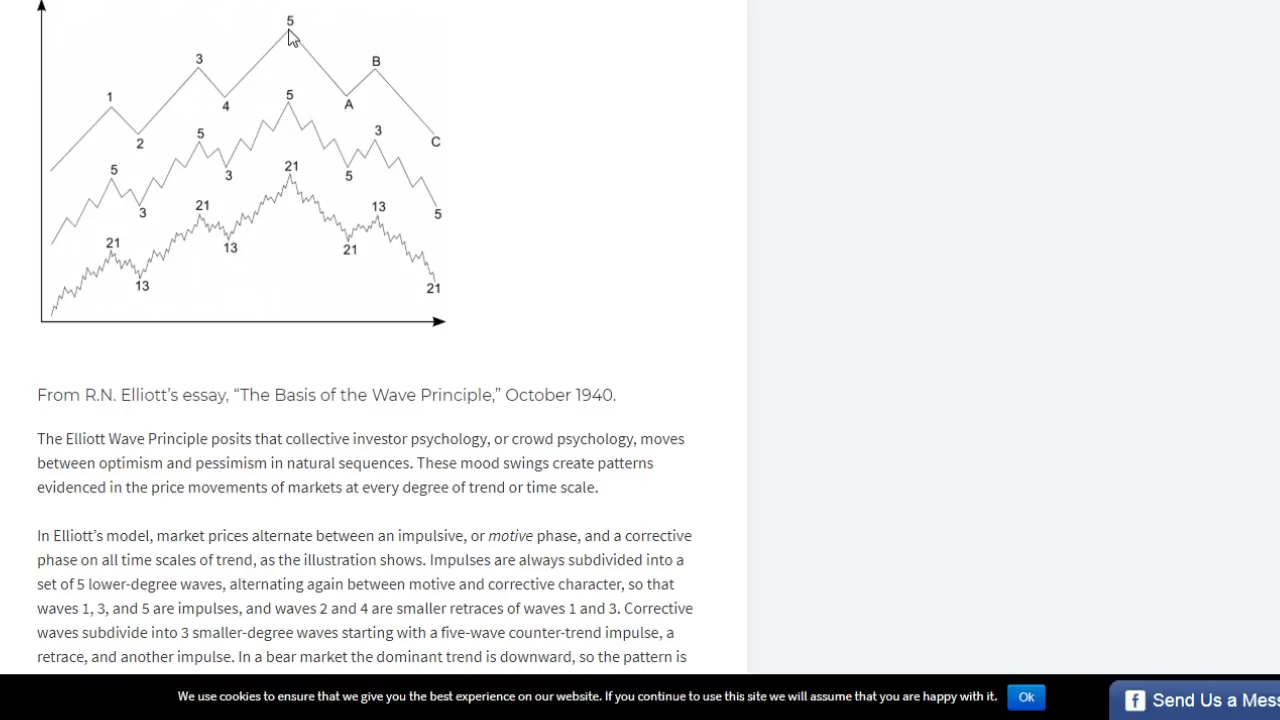 5
3
B
1
4
A
2
C
5
5
3
5
3
5
3
5
21
21
13
21
13
21
13
21
From R.N. Elliott’s essay, “The Basis of the Wave Principle,” October 1940.
The Elliott Wave Principle posits that collective investor psychology, or crowd psychology, moves
between optimism and pessimism in natural sequences. These mood swings create patterns
evidenced in the price movements of markets at every degree of trend or time scale.
In Elliott’s model, market prices alternate between an impulsive, or motive phase, and a corrective
phase on all time scales of trend, as the illustration shows. Impulses are always subdivided into a
set of 5 lower-degree waves, alternating again between motive and corrective character, so that
waves 1, 3, and 5 are impulses, and waves 2 and 4 are smaller retraces of waves 1 and 3. Corrective
waves subdivide into 3 smaller-degree waves starting with a five-wave counter-trend impulse, a
retrace, and another impulse. In a bear market the dominant trend is downward, so the pattern is
We use cookies to ensure that we give you the best experience on our website. If you continue to use this site we will assume that you are happy with it.
Ok
Send Us a Mess